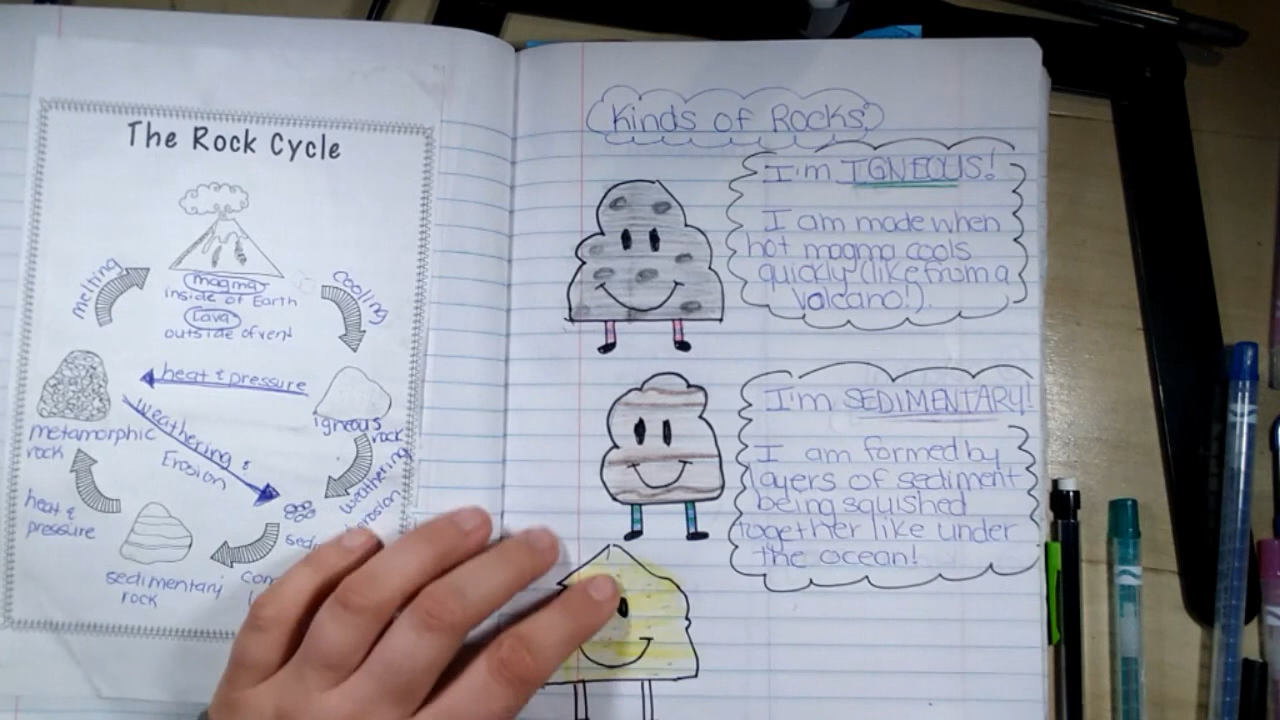 The Rock Cycle
melting
magma
inside of Earth
Lava
outside of vent
cooling
heat & pressure
igneous
rock
metamorphic
rock
weathering &
Erosion
weathering
erosion
heat &
pressure
sedimentary
rock
Kinds of Rocks
I'm IGNEOUS!
I am made when
hot magma cools
quickly (like from a
volcano!).
I'm SEDIMENTARY!
I am formed by
layers of sediment
being squished
together like under
the ocean!